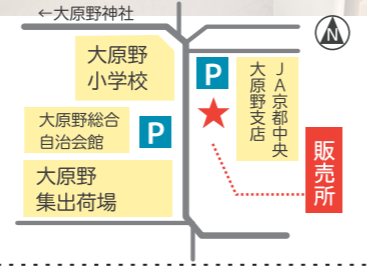 ←大原野神社
N
大原野
小学校
P
JA京都中央
大原野支店
大原野総合
自治会館
P
販売所
大原野
集出荷場